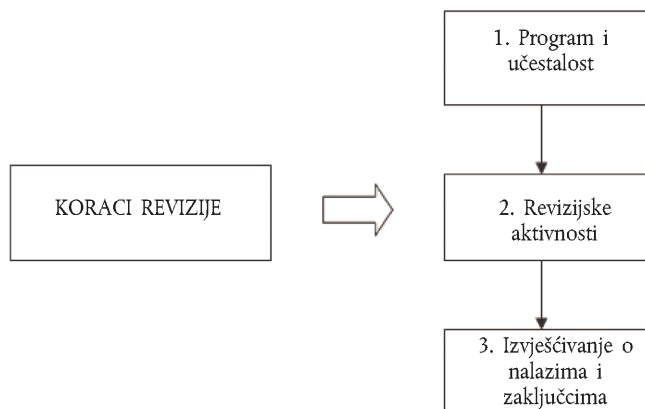 KORACI REVIZIJE
1. Program i
učestalost
2. Revizijske
aktivnosti
3. Izvješćivanje o
nalazima i
zaključcima